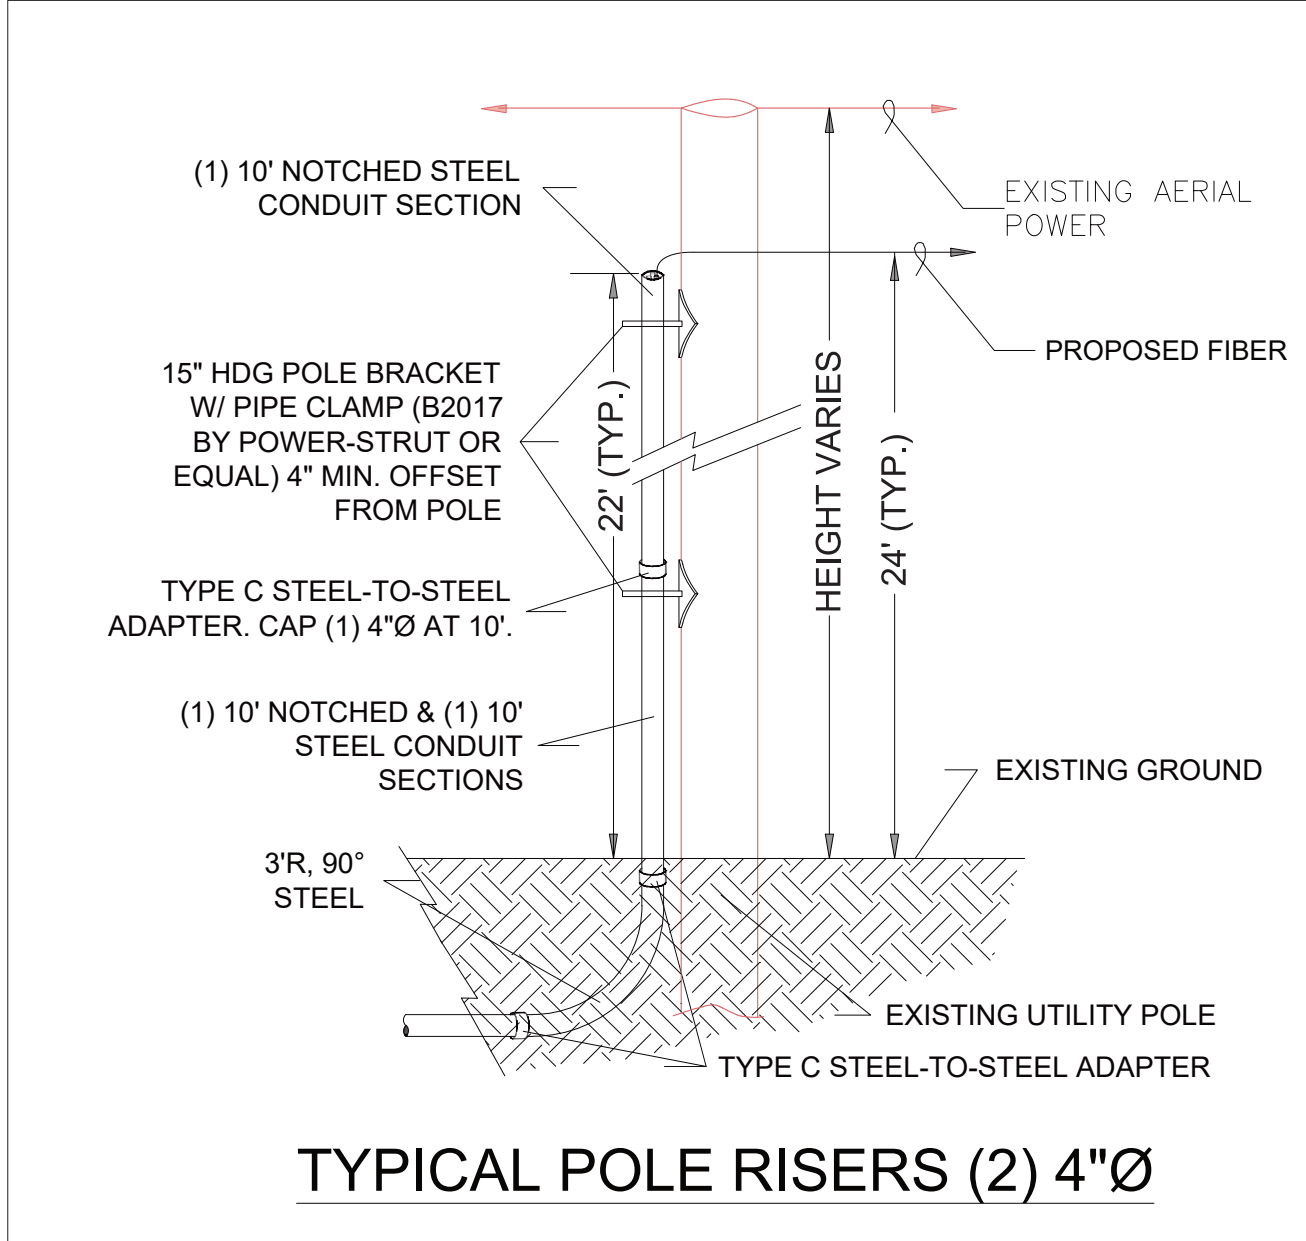 (1) 10' NOTCHED STEEL
CONDUIT SECTION
EXISTING AERIAL
POWER
PROPOSED FIBER
15" HDG POLE BRACKET
W/ PIPE CLAMP (B2017
BY POWER-STRUT OR
EQUAL) 4" MIN. OFFSET
FROM POLE
22' (TYP.)
HEIGHT VARIES
24' (TYP.)
TYPE C STEEL-TO-STEEL
ADAPTER. CAP (1) 4"Ø AT 10'.
(1) 10' NOTCHED & (1) 10'
STEEL CONDUIT
SECTIONS
EXISTING GROUND
3'R, 90°
STEEL
EXISTING UTILITY POLE
TYPE C STEEL-TO-STEEL ADAPTER
TYPICAL POLE RISERS (2) 4"Ø